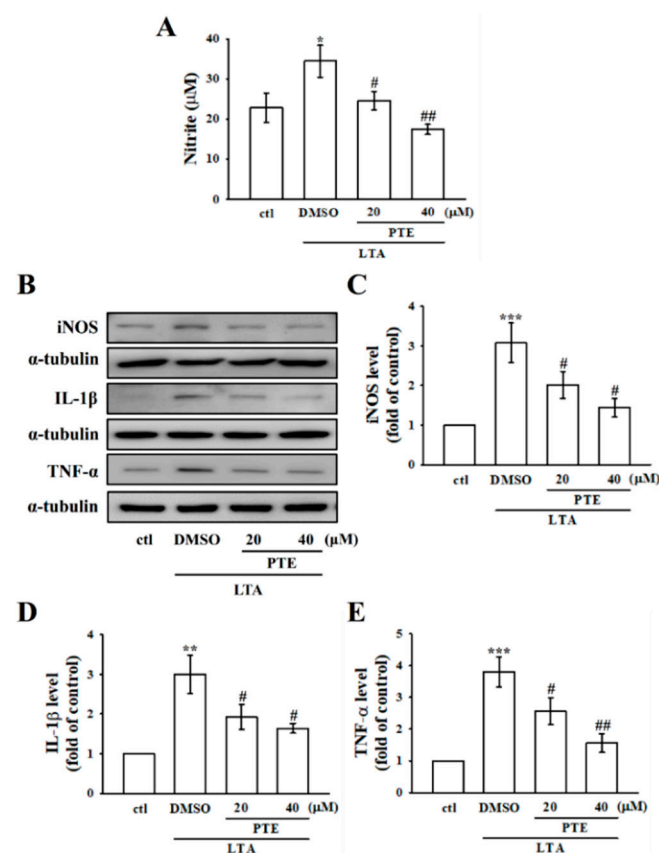 A
Nitrite (μM)
40
30
20
10
0
*
#
##
ctl DMSO 20 40 (μM)
PTE
LTA
B
iNOS
α-tubulin
IL-1β
α-tubulin
TNF-α
α-tubulin
ctl DMSO 20 40 (μM)
PTE
LTA
C
iNOS level
(fold of control)
4
3
2
1
0
***
#
#
ctl DMSO 20 40 (μM)
PTE
LTA
D
IL-1β level
(fold of control)
4
3
2
1
0
**
#
#
ctl DMSO 20 40 (μM)
PTE
LTA
E
TNF-α level
(fold of control)
5
4
3
2
1
0
***
#
##
ctl DMSO 20 40 (μM)
PTE
LTA